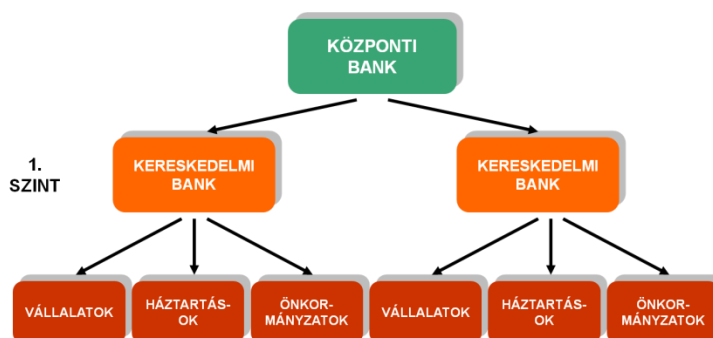 KÖZPONTI
BANK
1.
SZINT
KERESKEDELMI
BANK
KERESKEDELMI
BANK
VÁLLALATOK
HÁZTARTÁS-
OK
ÖNKOR-
MÁNYZATOK
VÁLLALATOK
HÁZTARTÁS-
OK
ÖNKOR-
MÁNYZATOK